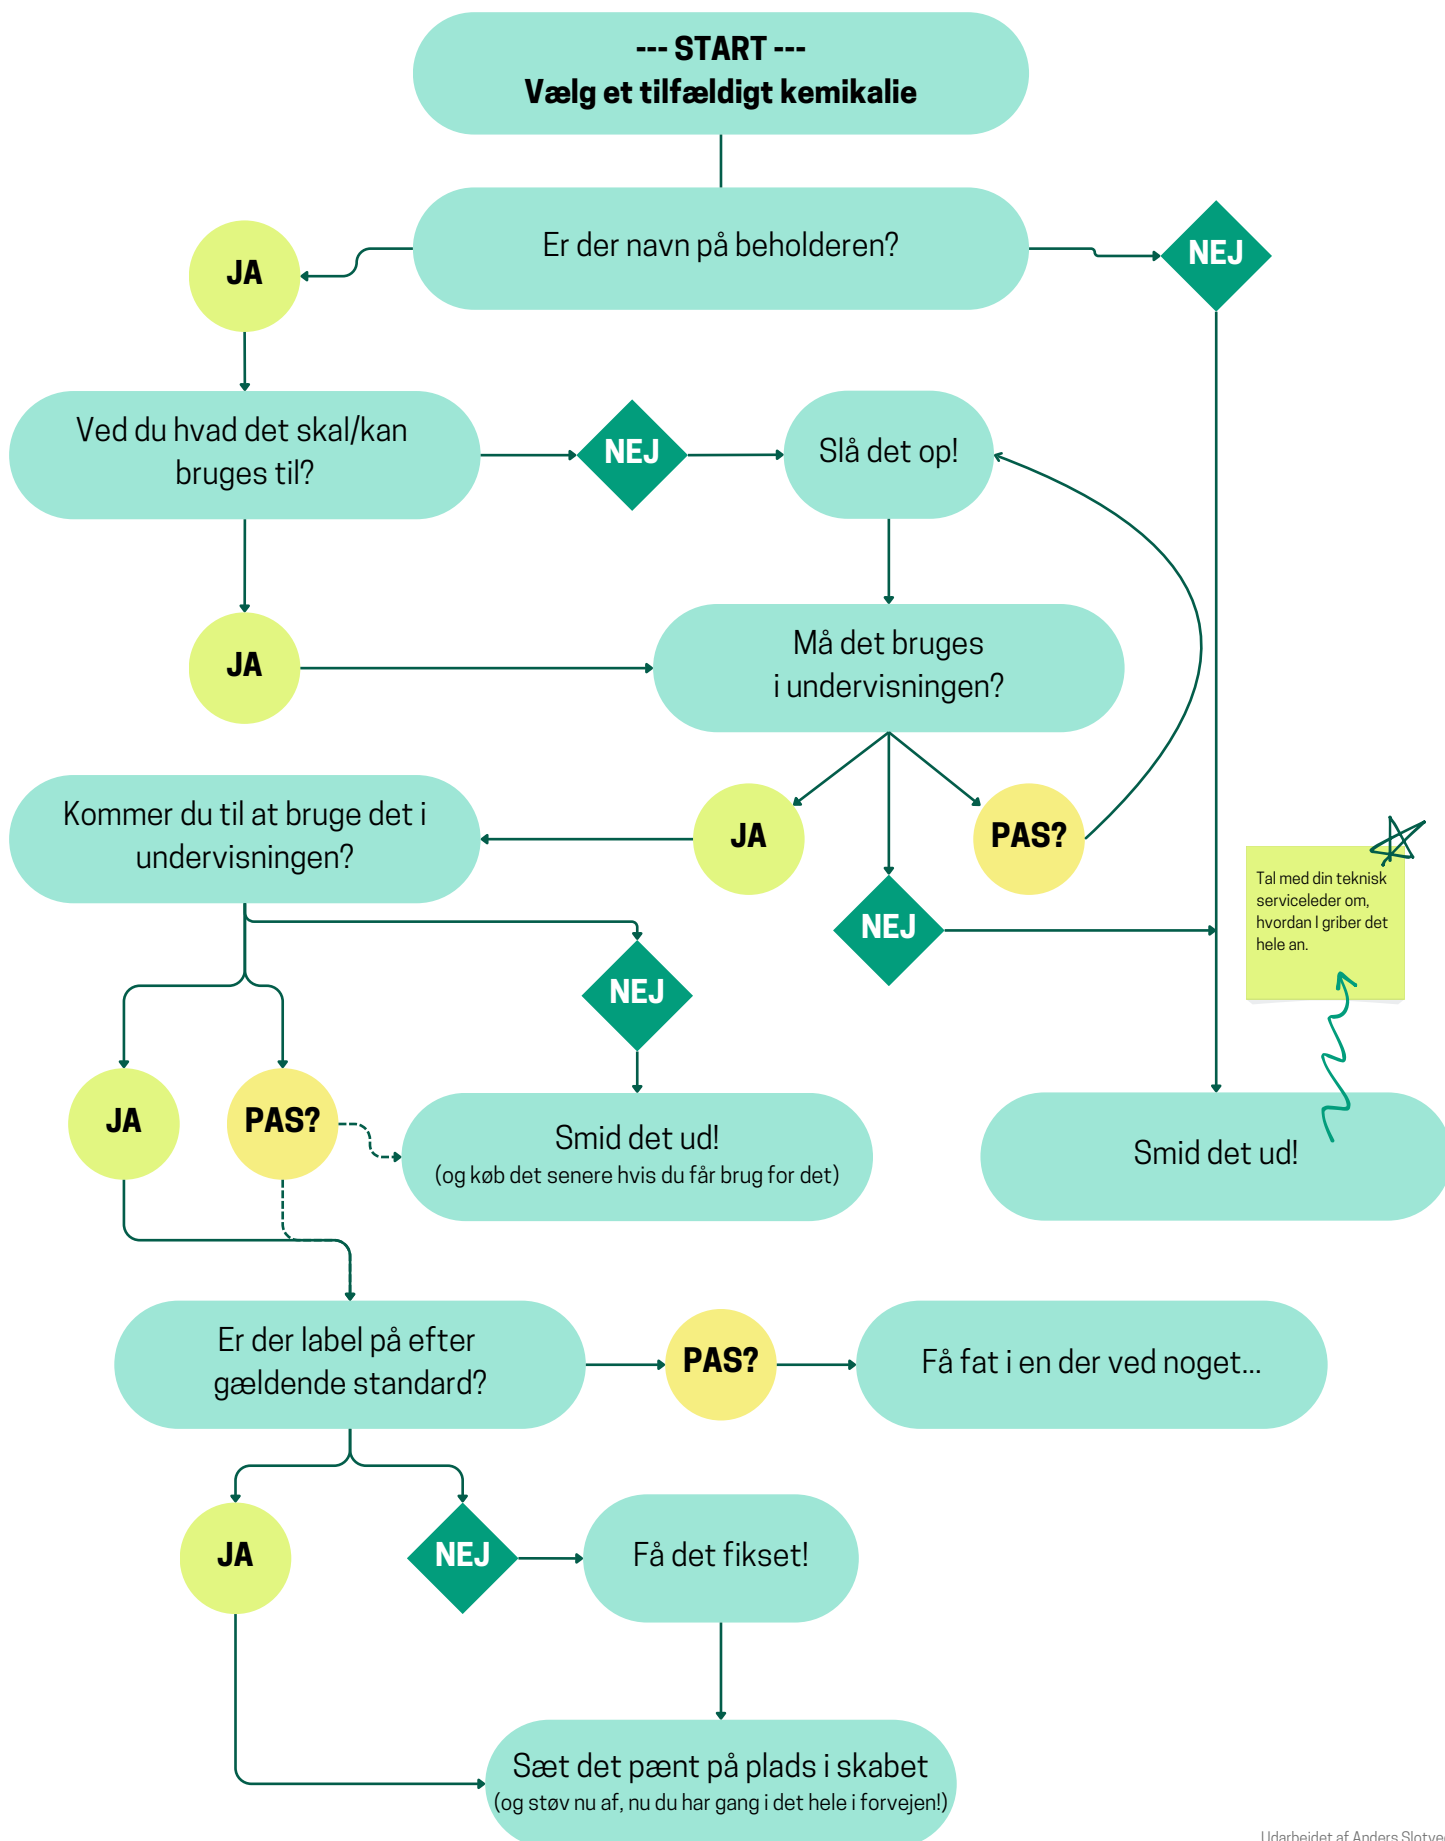 --- START ---
Vælg et tilfældigt kemikalie
Er der navn på beholderen?
JA
NEJ
Ved du hvad det skal/kan
bruges til?
NEJ
Slå det op!
JA
Må det bruges
i undervisningen?
Kommer du til at bruge det i
undervisningen?
JA
PAS?
NEJ
Tal med din teknisk
serviceleder om,
hvordan I griber det
hele an.
NEJ
JA
PAS?
Smid det ud!
(og køb det senere hvis du får brug for det)
Smid det ud!
Er der label på efter
gældende standard?
PAS?
Få fat i en der ved noget...
JA
NEJ
Få det fikset!
Sæt det pænt på plads i skabet
(og støv nu af, nu du har gang i det hele i forvejen!)
Udarbejdet af Anders